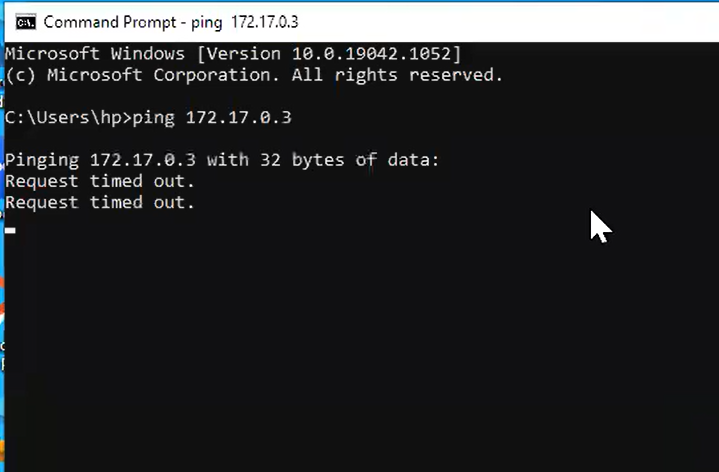 Command Prompt - ping 172.17.0.3
Microsoft Windows [Version 10.0.19042.1052]
(c) Microsoft Corporation. All rights reserved.
C:\Users\hp>ping 172.17.0.3
Pinging 172.17.0.3 with 32 bytes of data:
Request timed out.
Request timed out.